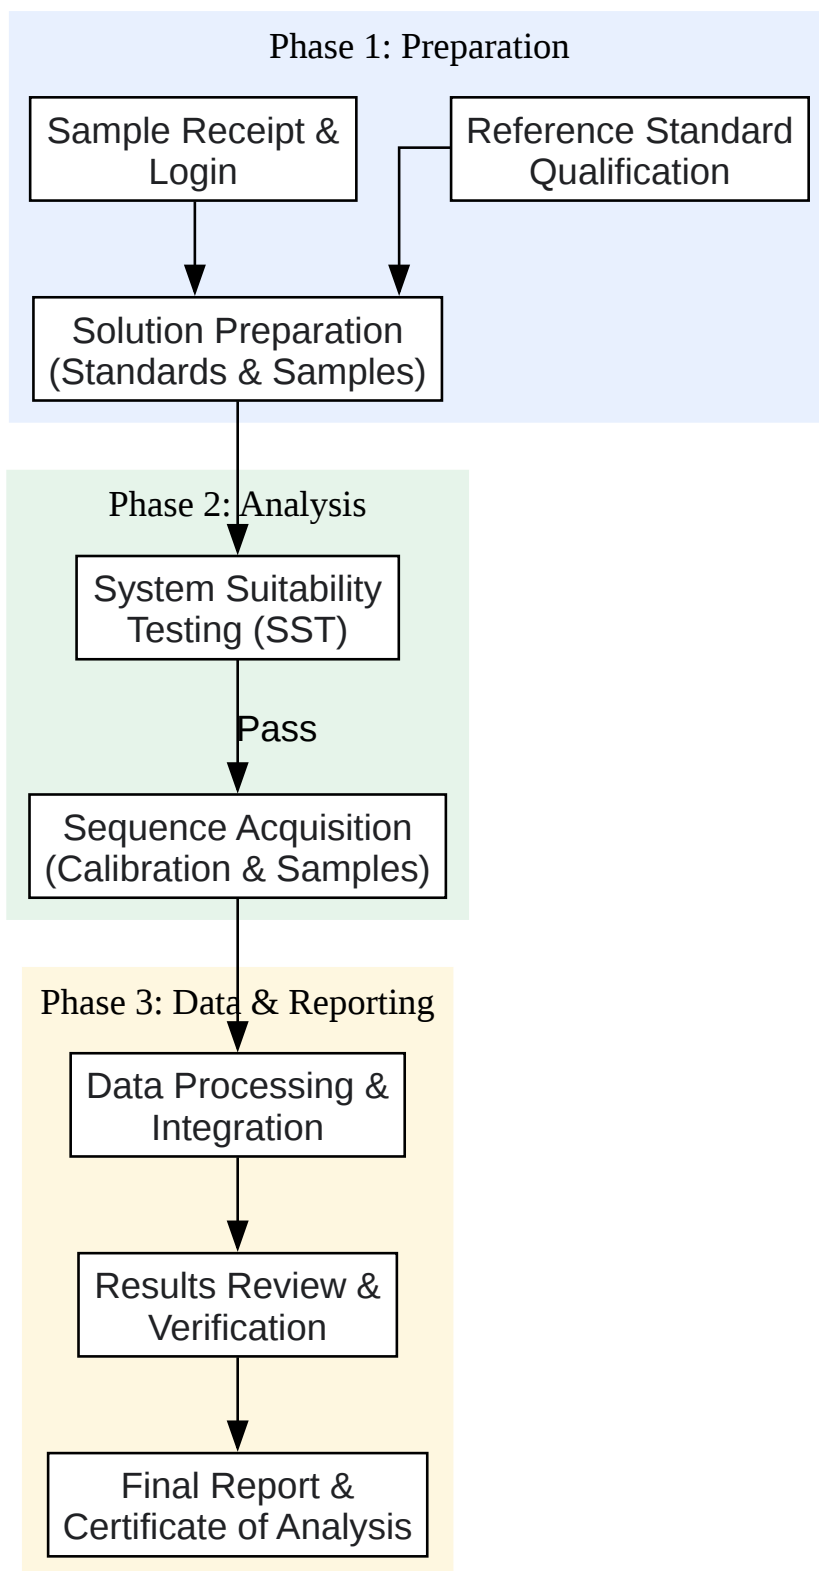 Phase 1: Preparation
Sample Receipt &
Login
Reference Standard
Qualification
Solution Preparation
(Standards & Samples)
Phase 2: Analysis
System Suitability
Testing (SST)
Pass
Sequence Acquisition
(Calibration & Samples)
Phase 3: Data & Reporting
Data Processing &
Integration
Results Review &
Verification
Final Report &
Certificate of Analysis